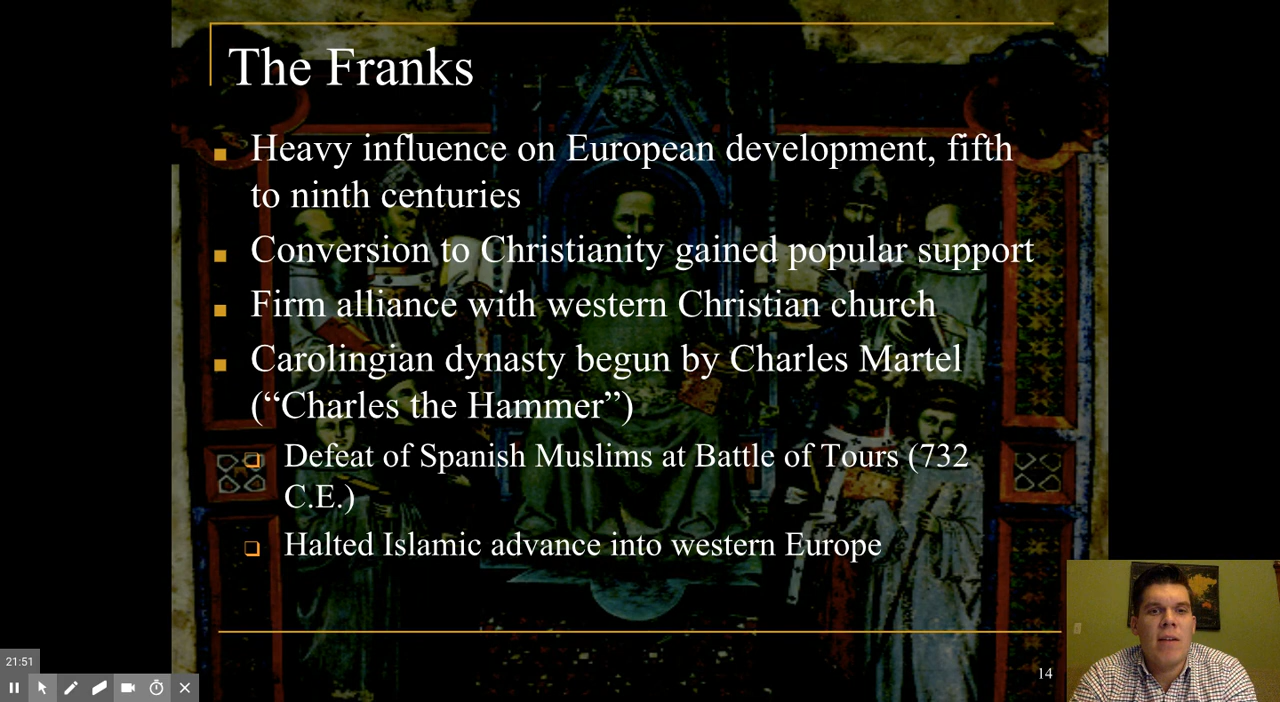 The Franks
Heavy influence on European development, fifth
to ninth centuries
Conversion to Christianity gained popular support
Firm alliance with western Christian church
Carolingian dynasty begun by Charles Martel
(“Charles the Hammer”)
Defeat of Spanish Muslims at Battle of Tours (732
C.E.)
Halted Islamic advance into western Europe
14
21:51